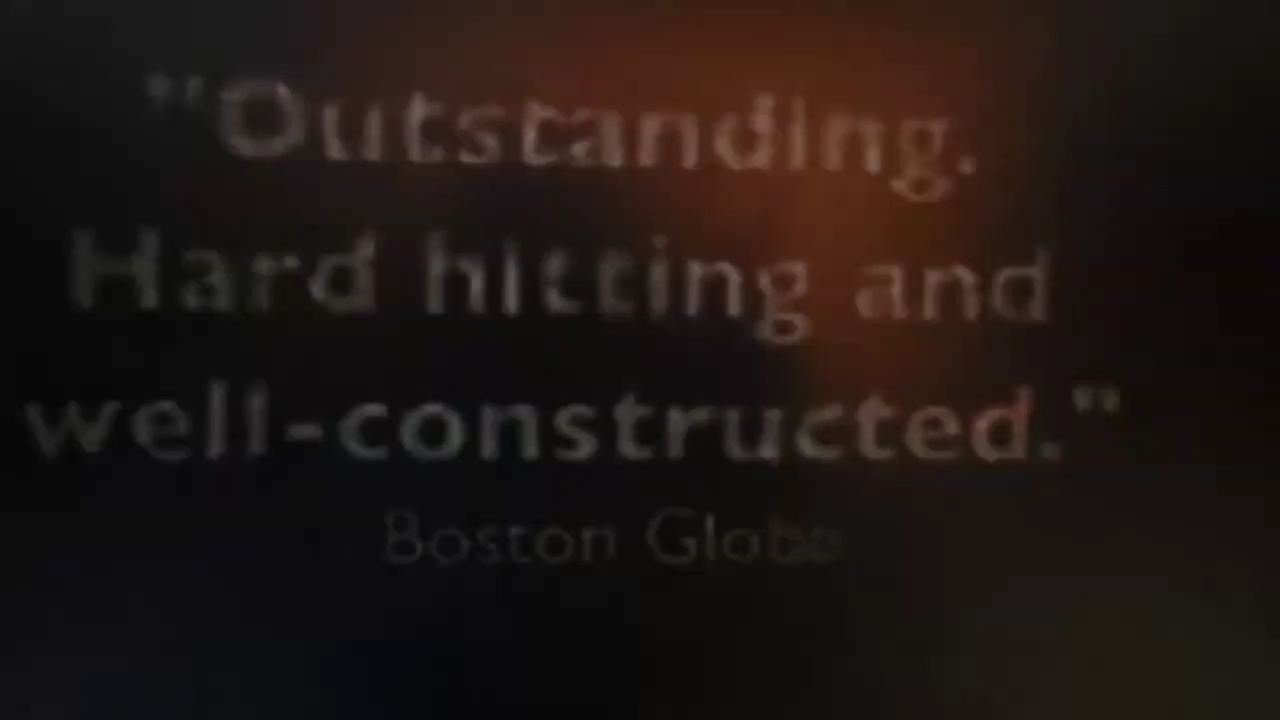 "Outstanding.
Hard hitting and
well-constructed."
Boston Globe